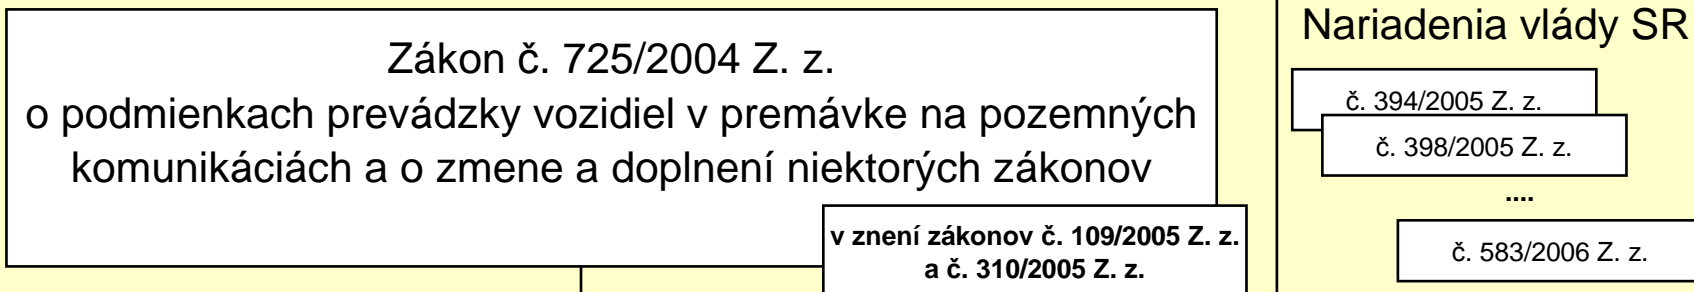 Zákon č. 725/2004 Z. z.
o podmienkach prevádzky vozidiel v premávke na pozemných
komunikáciách a o zmene a doplnení niektorých zákonov
v znení zákonov č. 109/2005 Z. z.
a č. 310/2005 Z. z.
Nariadenia vlády SR
č. 394/2005 Z. z.
č. 398/2005 Z. z.
....
č. 583/2006 Z. z.